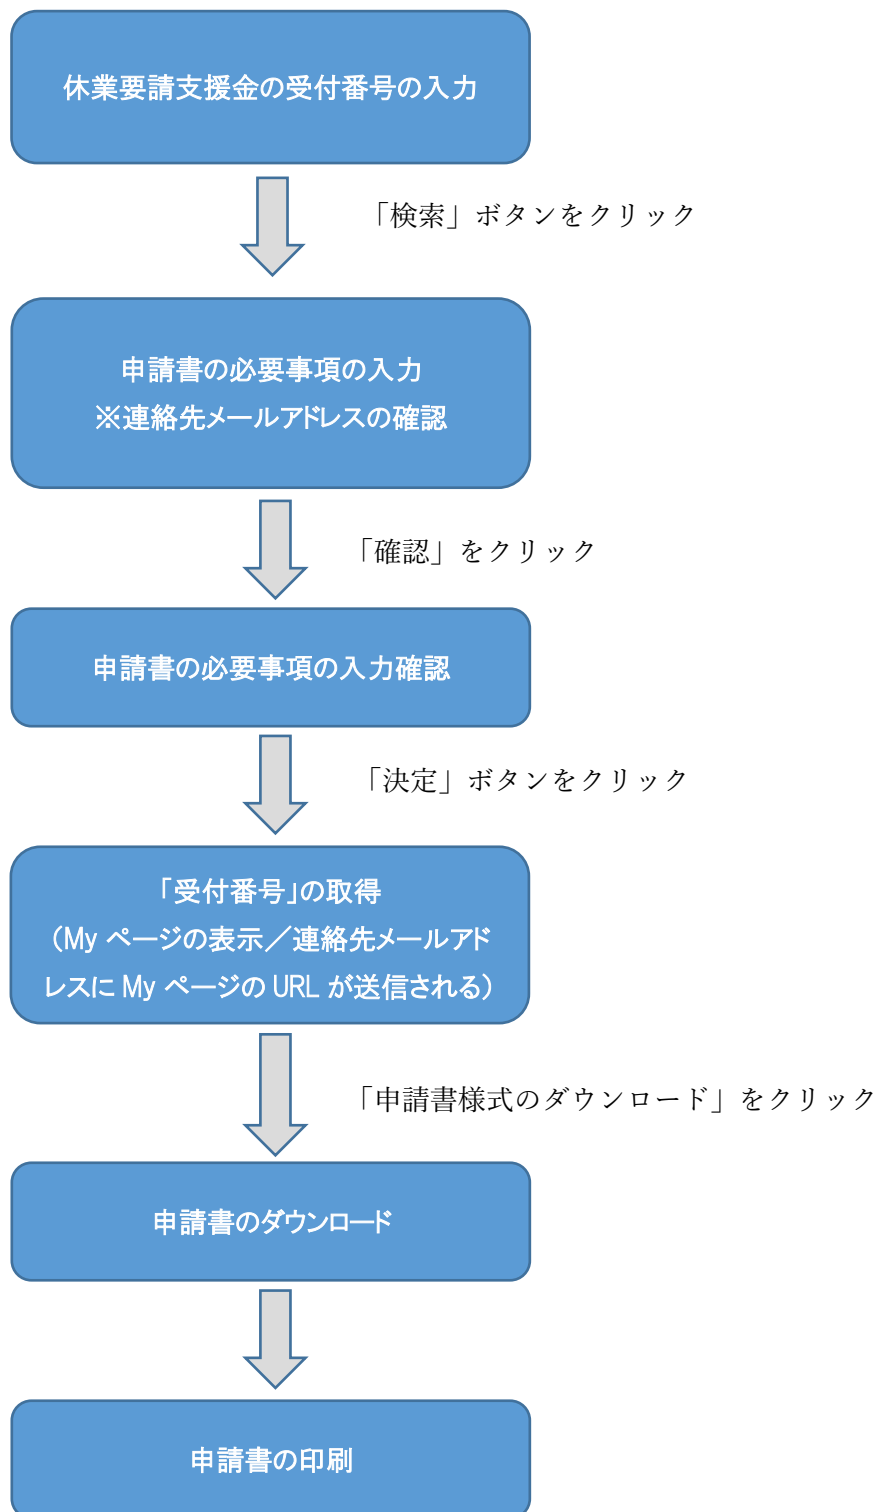 休業要請支援金の受付番号の入力
「検索」ボタンをクリック
申請書の必要事項の入力
※連絡先メールアドレスの確認
「確認」をクリック
申請書の必要事項の入力確認
「決定」ボタンをクリック
「受付番号」の取得
（My ページの表示／連絡先メールアド
レスに My ページの URL が送信される）
「申請書様式のダウンロード」をクリック
申請書のダウンロード
申請書の印刷